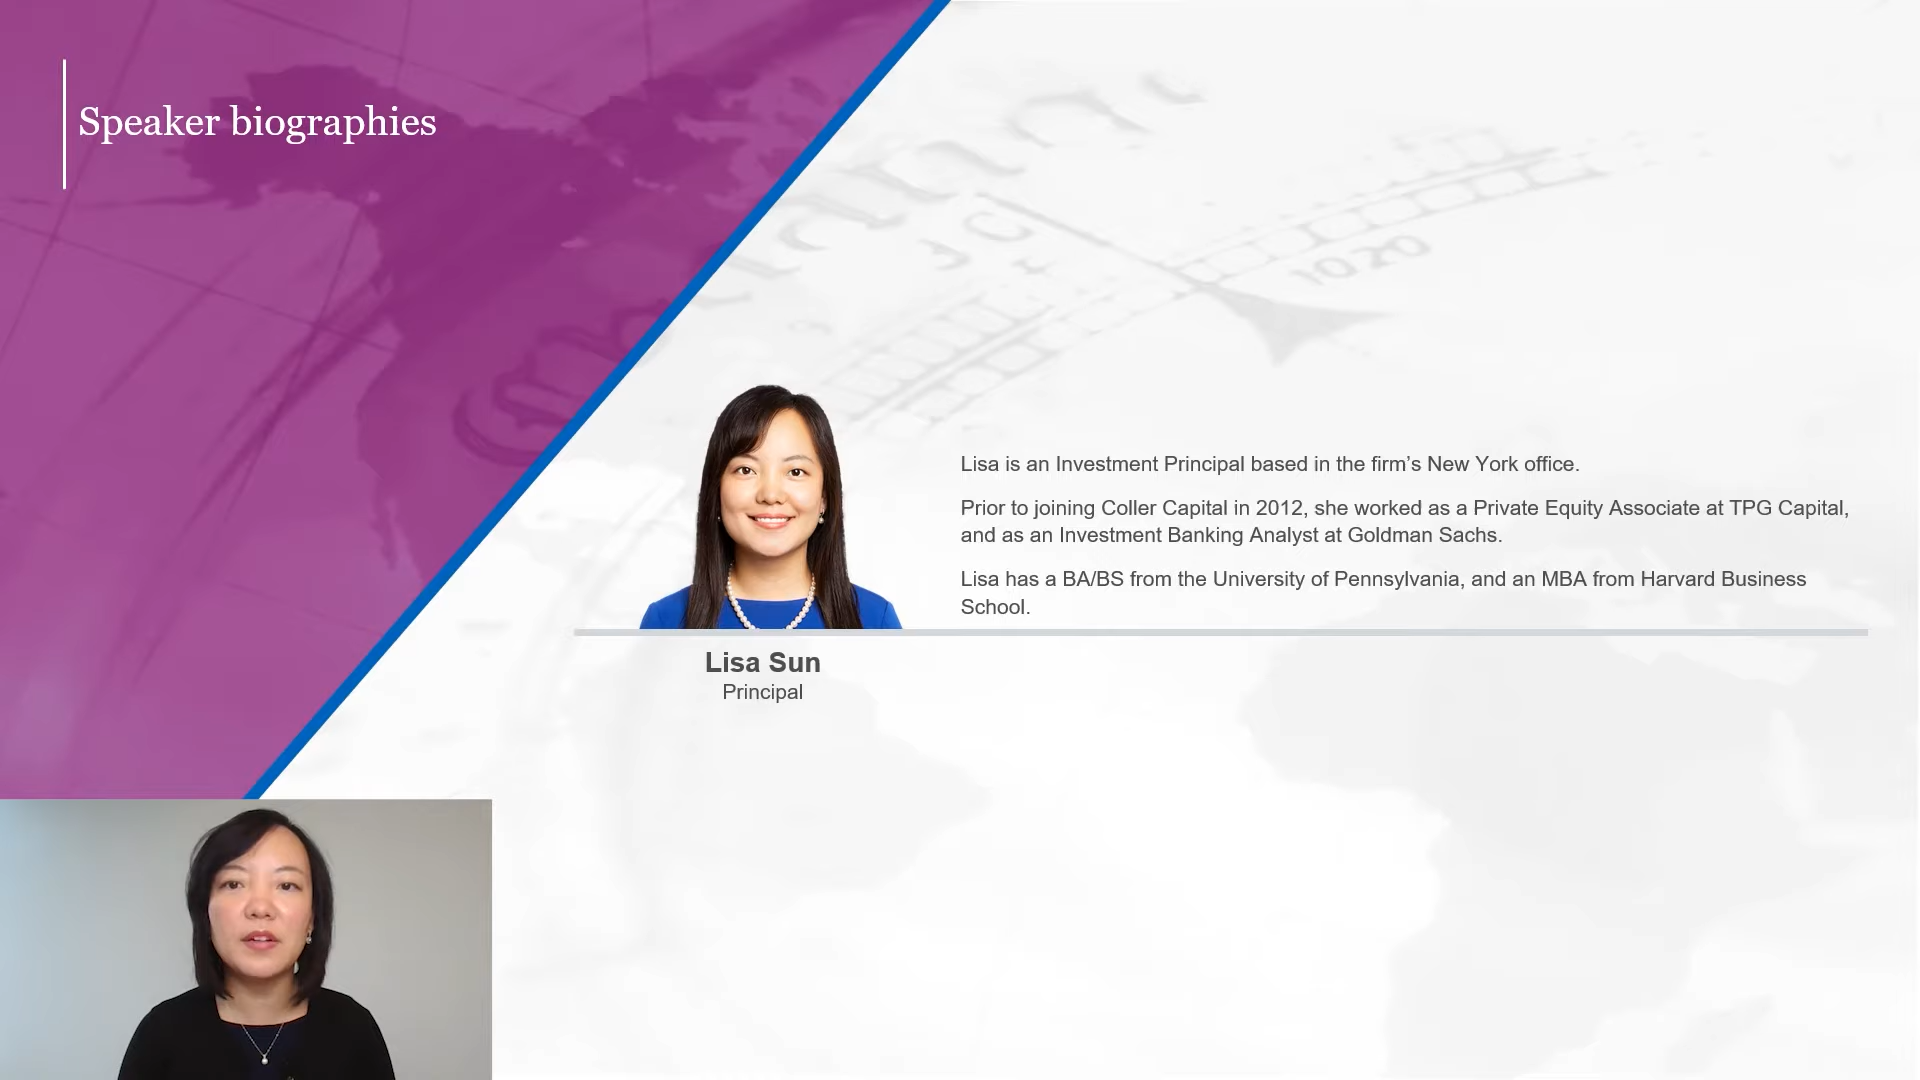 Speaker biographies
1020
Lisa is an Investment Principal based in the firm’s New York office.
Prior to joining Coller Capital in 2012, she worked as a Private Equity Associate at TPG Capital,
and as an Investment Banking Analyst at Goldman Sachs.
Lisa has a BA/BS from the University of Pennsylvania, and an MBA from Harvard Business
School.
Lisa Sun
Principal